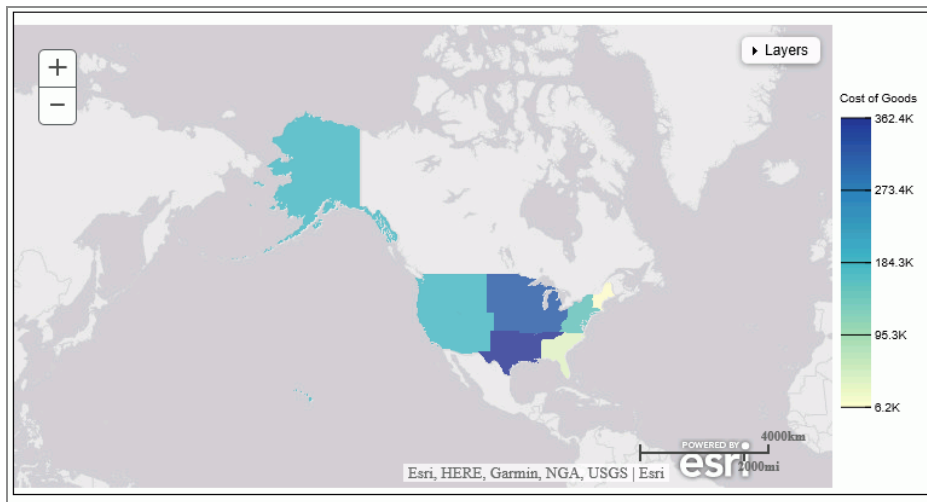 +
−
Layers
Cost of Goods
362.4K
273.4K
184.3K
95.3K
6.2K
POWERED BY
esri
4000km
2000mi
Esri, HERE, Garmin, NGA, USGS | Esri